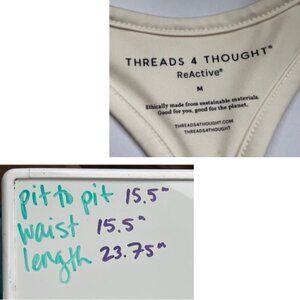 THREADS 4 THOUGHT®
ReActive®
M
Ethically made from sustainable materials.
Good for you, good for the planet.
THREADS4THOUGHT.COM
THREADS4THOUGHT
pit to pit 15.5"
waist 15.5"
length 23.75"